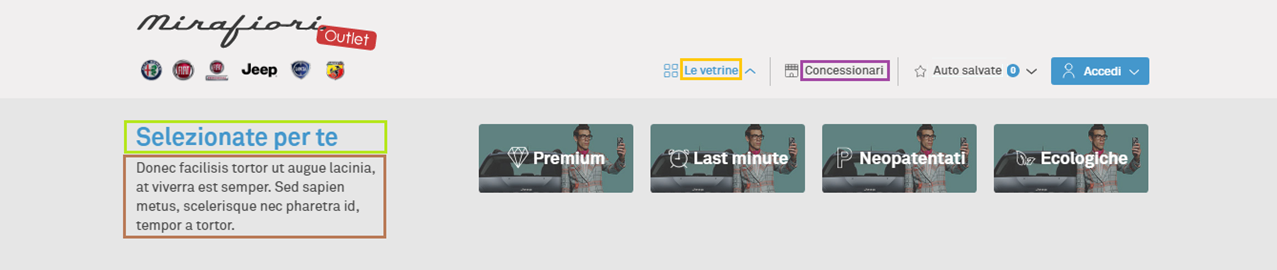 Mirafiori
Outlet
Jeep
Le vetrine
Concessionari
Auto salvate 0
Accedi
Selezionate per te
Donec facilisis tortor ut augue lacinia,
at viverra est semper. Sed sapien
metus, scelerisque nec pharetra id,
tempor a tortor.
Premium
Last minute
Neopatentati
Ecologiche